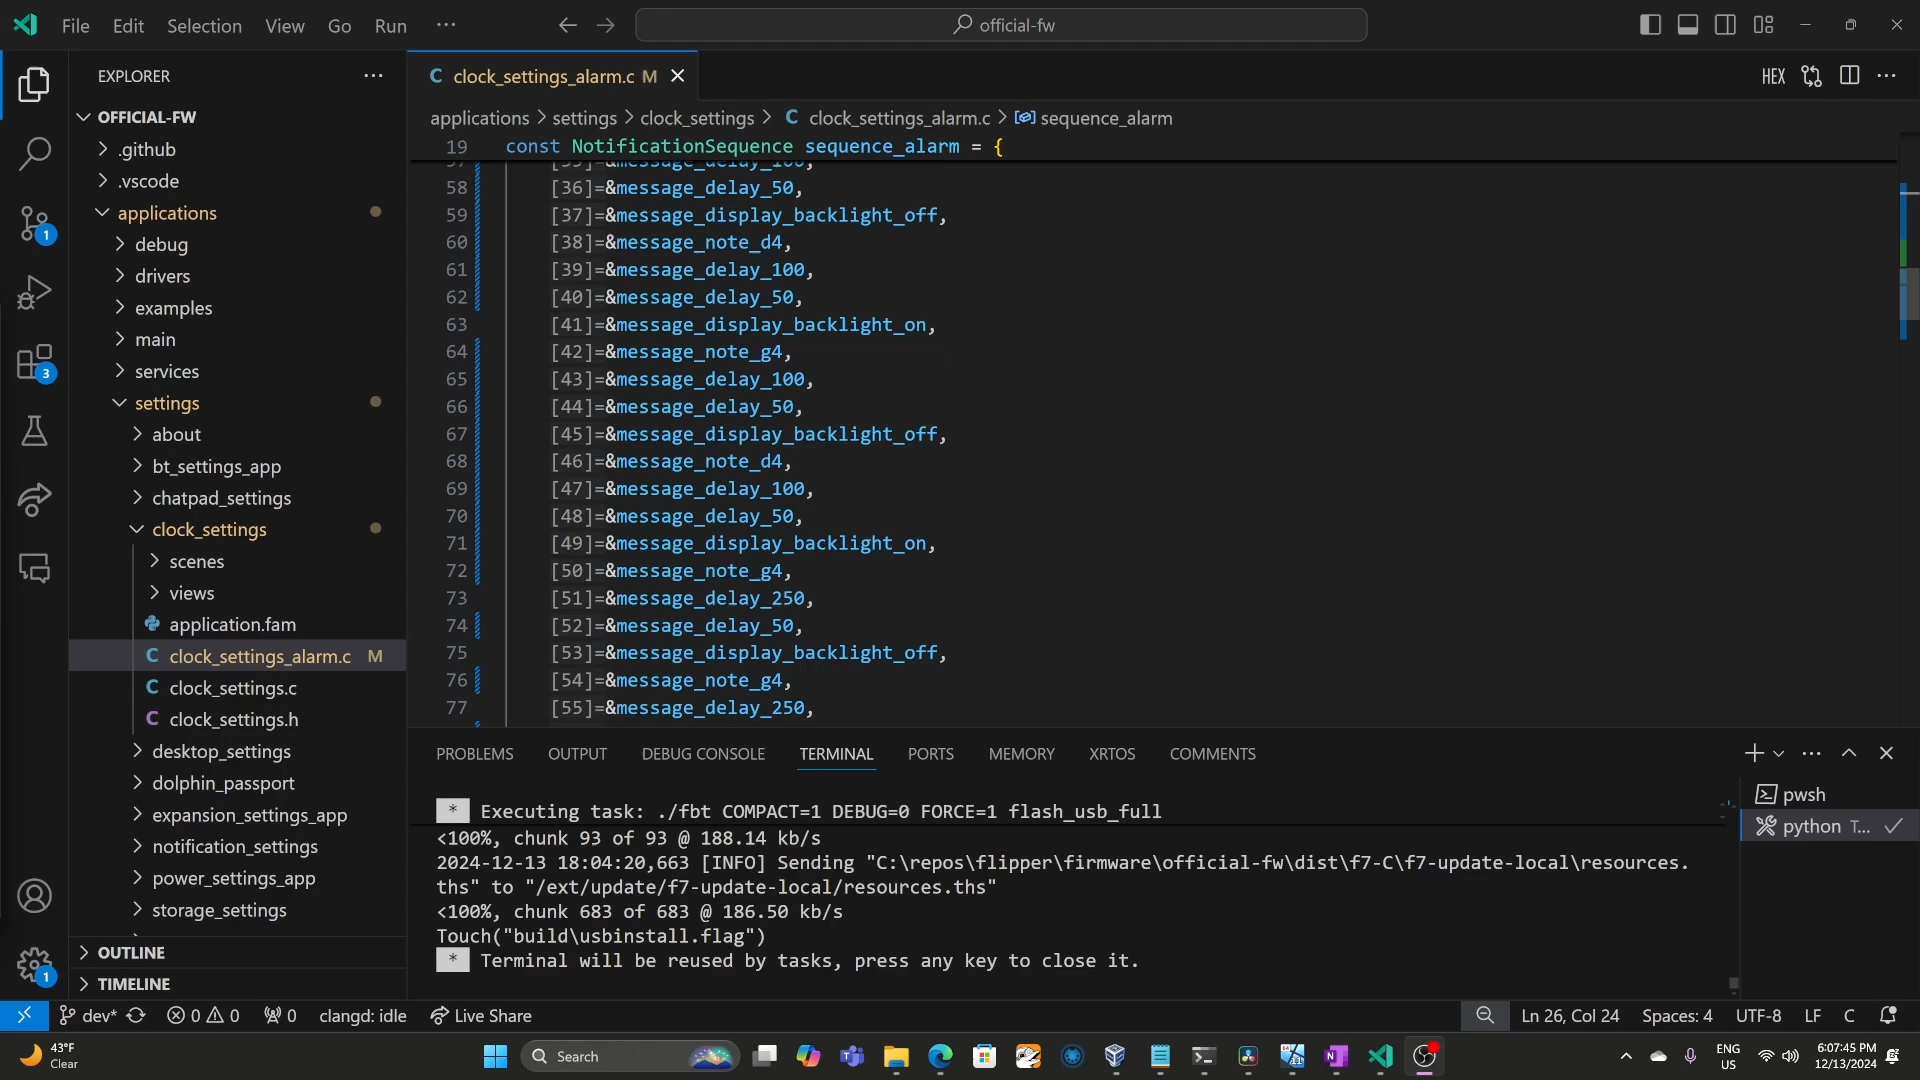 File Edit Selection View Go Run ··· official-fw
EXPLORER
OFFICIAL-FW
.github
.vscode
applications
debug
drivers
examples
main
services
settings
about
bt_settings_app
chatpad_settings
clock_settings
scenes
views
application.fam
C clock_settings_alarm.c M
C clock_settings.c
C clock_settings.h
desktop_settings
dolphin_passport
expansion_settings_app
notification_settings
power_settings_app
storage_settings
OUTLINE
TIMELINE
1
3
1
C clock_settings_alarm.c M
HEX
applications > settings > clock_settings > C clock_settings_alarm.c > sequence_alarm
19 const NotificationSequence sequence_alarm = {
57 [35]=&message_delay_100,
58 [36]=&message_delay_50,
59 [37]=&message_display_backlight_off,
60 [38]=&message_note_d4,
61 [39]=&message_delay_100,
62 [40]=&message_delay_50,
63 [41]=&message_display_backlight_on,
64 [42]=&message_note_g4,
65 [43]=&message_delay_100,
66 [44]=&message_delay_50,
67 [45]=&message_display_backlight_off,
68 [46]=&message_note_d4,
69 [47]=&message_delay_100,
70 [48]=&message_delay_50,
71 [49]=&message_display_backlight_on,
72 [50]=&message_note_g4,
73 [51]=&message_delay_250,
74 [52]=&message_delay_50,
75 [53]=&message_display_backlight_off,
76 [54]=&message_note_g4,
77 [55]=&message_delay_250,
PROBLEMS OUTPUT DEBUG CONSOLE TERMINAL PORTS MEMORY XRTOS COMMENTS
* Executing task: ./fbt COMPACT=1 DEBUG=0 FORCE=1 flash_usb_full
<100%, chunk 93 of 93 @ 188.14 kb/s
2024-12-13 18:04:20,663 [INFO] Sending "C:\repos\flipper\firmware\official-fw\dist\f7-C\f7-update-local\resources.
ths" to "/ext/update/f7-update-local/resources.ths"
<100%, chunk 683 of 683 @ 186.50 kb/s
Touch("build\usbinstall.flag")
* Terminal will be reused by tasks, press any key to close it.
pwsh
python T...
dev* 0 0 0 clangd: idle Live Share Ln 26, Col 24 Spaces: 4 UTF-8 LF C
43°F
Clear
Search
ENG
US
6:07:45 PM
12/13/2024